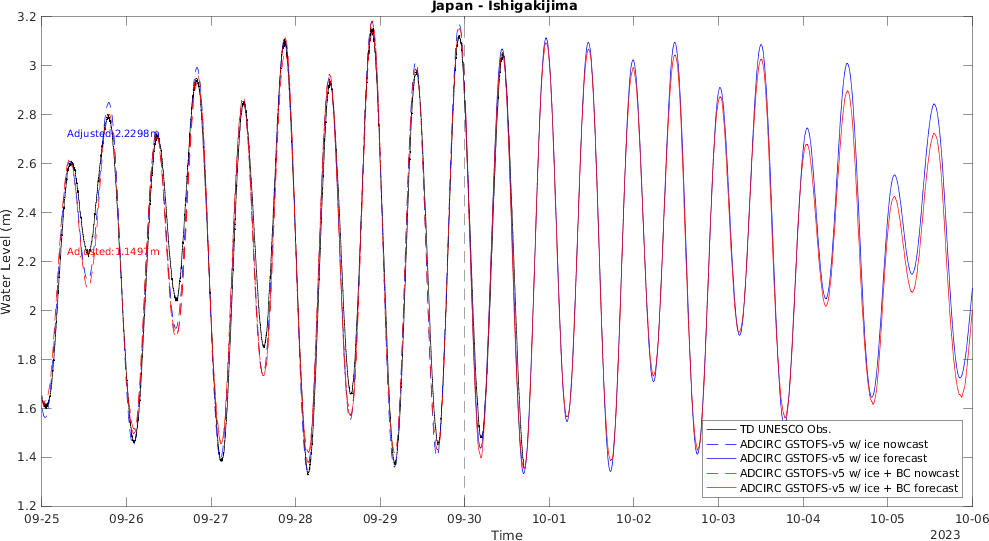 Japan - Ishigakijima
3.2
3
2.8
2.6
2.4
2.2
2
1.8
1.6
1.4
1.2
Water Level (m)
Adjusted:2.2298m
Adjusted:1.1497m
TD UNESCO Obs.
ADCIRC GSTOFS-v5 w/ ice nowcast
ADCIRC GSTOFS-v5 w/ ice forecast
ADCIRC GSTOFS-v5 w/ ice + BC nowcast
ADCIRC GSTOFS-v5 w/ ice + BC forecast
09-25 09-26 09-27 09-28 09-29 09-30 10-01 10-02 10-03 10-04 10-05 10-06
Time
2023